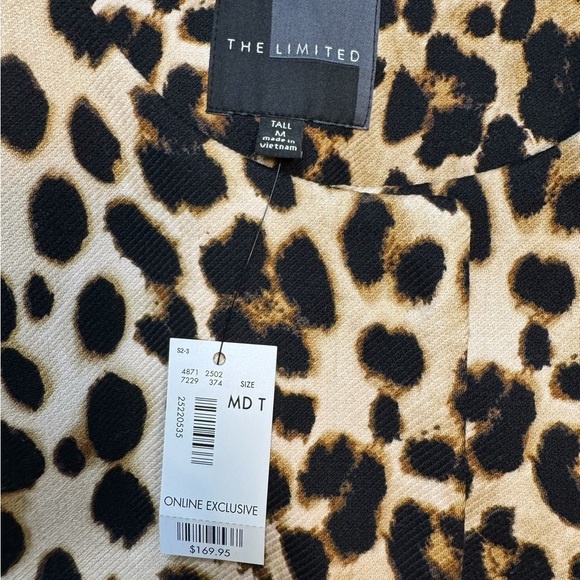 THE LIMITED
TALL
M
made in
vietnam
S2-3
4871 2502
7229 374 SIZE
MD T
25220535
ONLINE EXCLUSIVE
$169.95